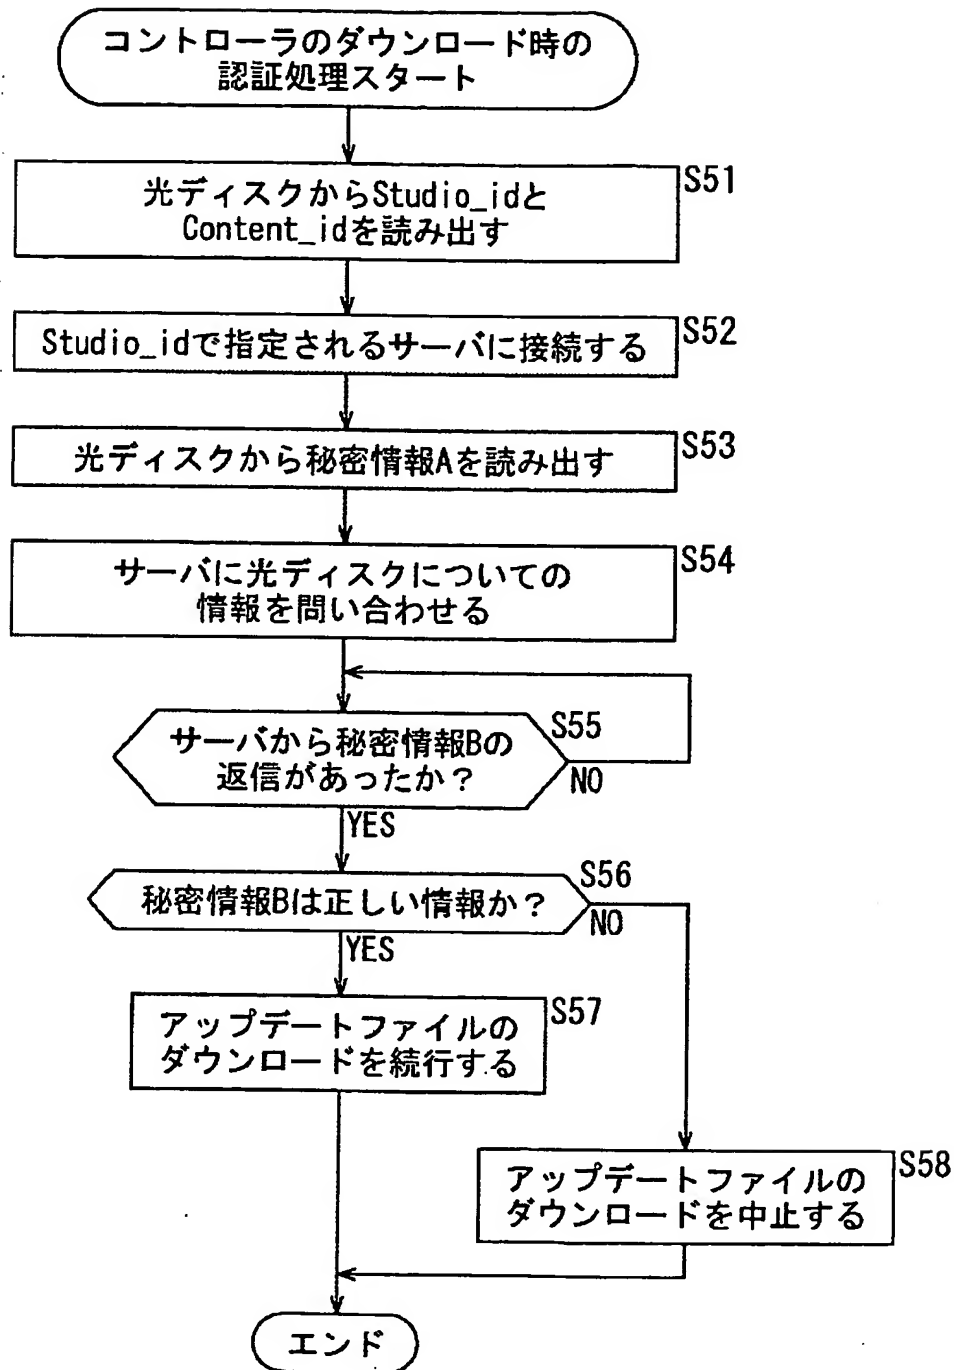 コントローラのダウンロード時の
認証処理スタート
S51
光ディスクからStudio_idと
Content_idを読み出す
S52
Studio_idで指定されるサーバに接続する
S53
光ディスクから秘密情報Aを読み出す
S54
サーバに光ディスクについての
情報を問い合わせる
S55
サーバから秘密情報Bの
返信があったか？
NO
YES
S56
秘密情報Bは正しい情報か？
NO
YES
S57
アップデートファイルの
ダウンロードを続行する
S58
アップデートファイルの
ダウンロードを中止する
エンド